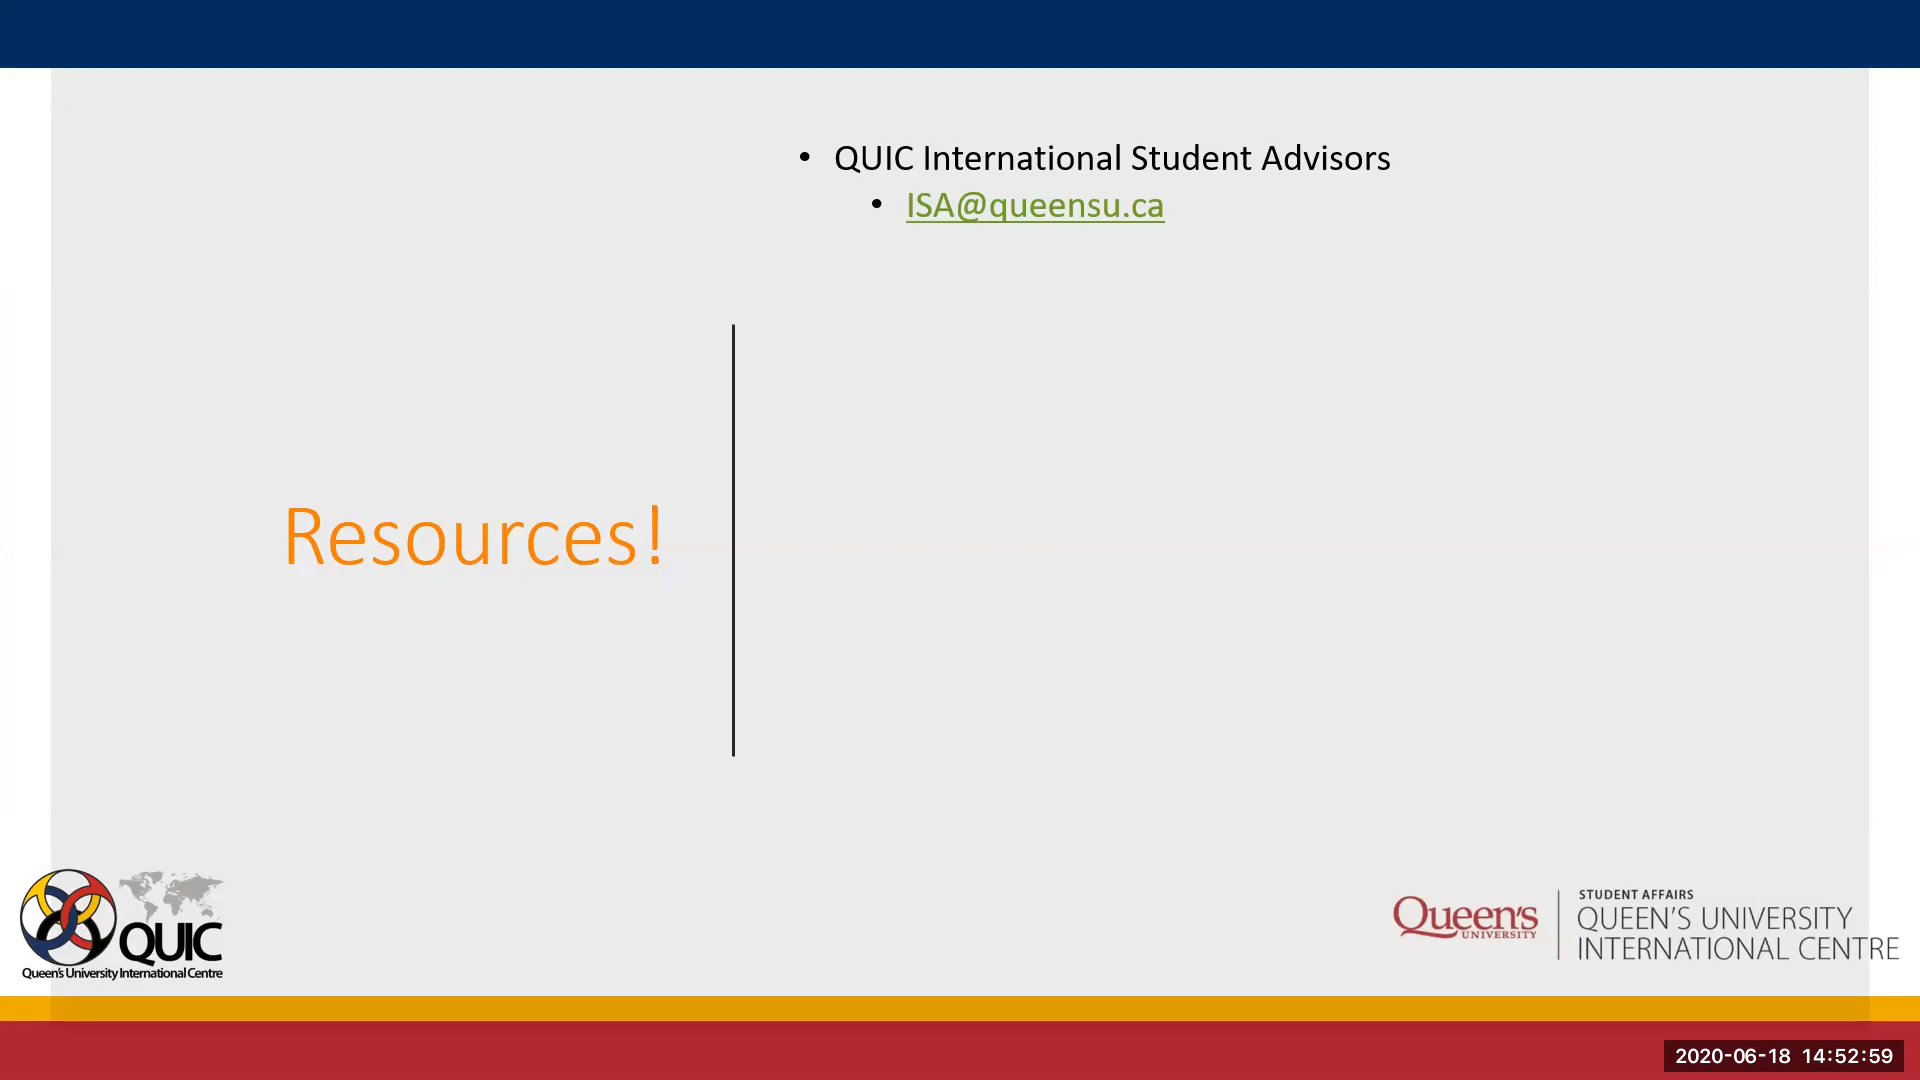 • QUIC International Student Advisors
• ISA@queensu.ca
Resources!
QUIC
Queen's University International Centre
Queen's
UNIVERSITY
STUDENT AFFAIRS
QUEEN'S UNIVERSITY
INTERNATIONAL CENTRE
2020-06-18 14:52:59